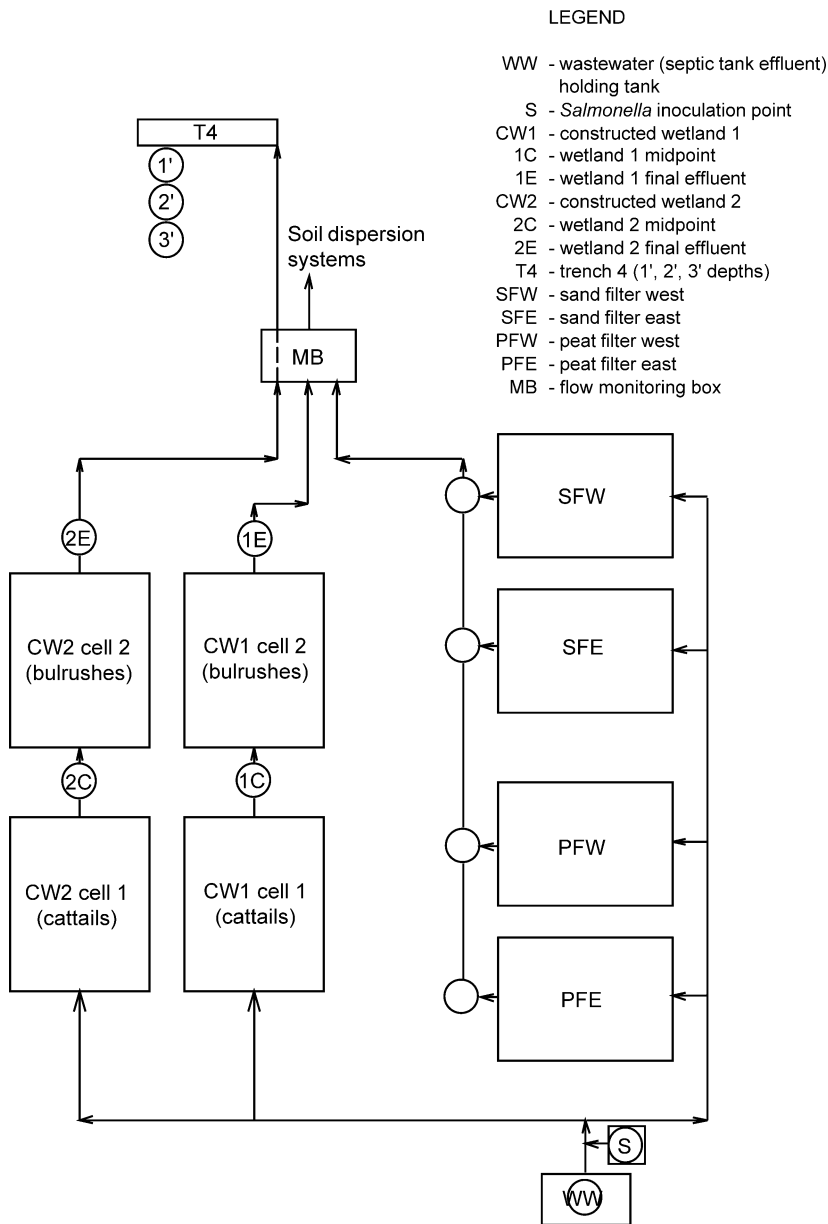 LEGEND
WW - wastewater (septic tank effluent)
holding tank
S - Salmonella inoculation point
CW1 - constructed wetland 1
1C - wetland 1 midpoint
1E - wetland 1 final effluent
CW2 - constructed wetland 2
2C - wetland 2 midpoint
2E - wetland 2 final effluent
T4 - trench 4 (1', 2', 3' depths)
SFW - sand filter west
SFE - sand filter east
PFW - peat filter west
PFE - peat filter east
MB - flow monitoring box
T4
1'
2'
3'
Soil dispersion
systems
MB
2E
1E
CW2 cell 2
(bulrushes)
CW1 cell 2
(bulrushes)
2C
1C
CW2 cell 1
(cattails)
CW1 cell 1
(cattails)
SFW
SFE
PFW
PFE
S
WW